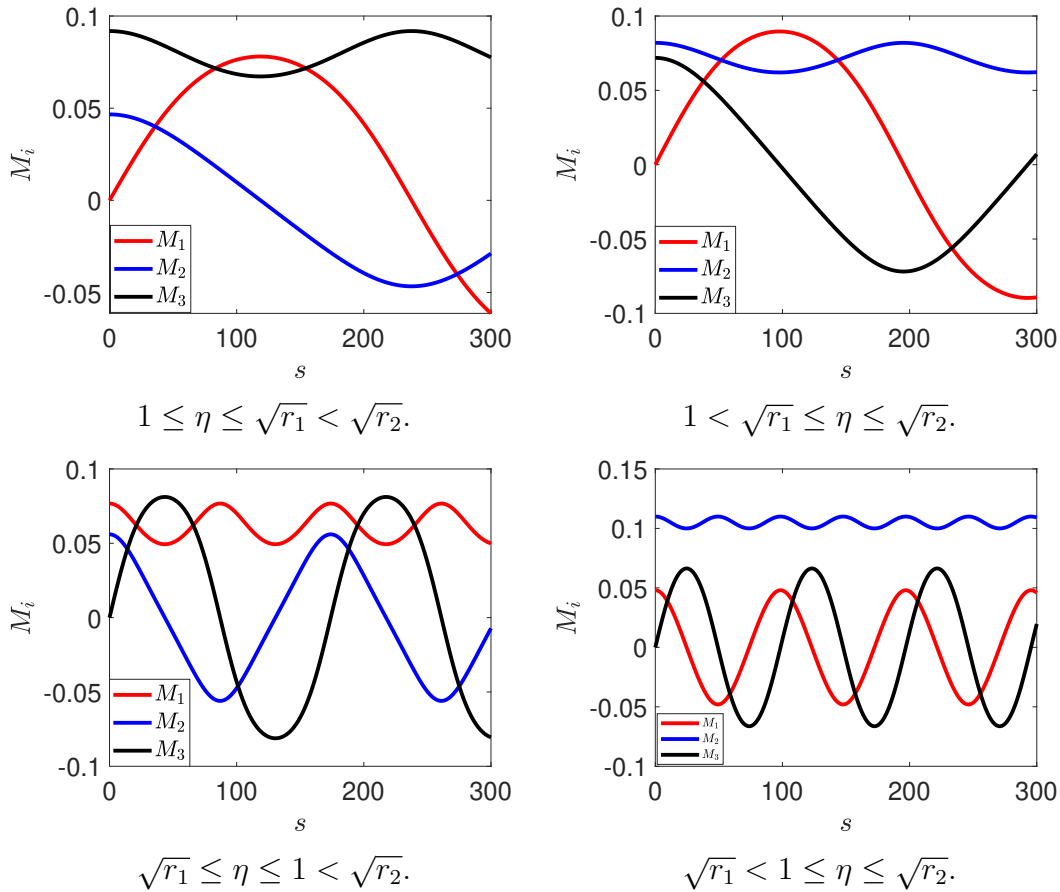 0.1
0.05
0
-0.05
M_i
M_1
M_2
M_3
0 100 200 300
s
1 ≤ η ≤ √r_1 < √r_2.
0.1
0.05
0
-0.05
-0.1
M_i
M_1
M_2
M_3
0 100 200 300
s
1 < √r_1 ≤ η ≤ √r_2.
0.1
0.05
0
-0.05
-0.1
M_i
M_1
M_2
M_3
0 100 200 300
s
√r_1 ≤ η ≤ 1 < √r_2.
0.15
0.1
0.05
0
-0.05
-0.1
M_i
M_1
M_2
M_3
0 100 200 300
s
√r_1 < 1 ≤ η ≤ √r_2.